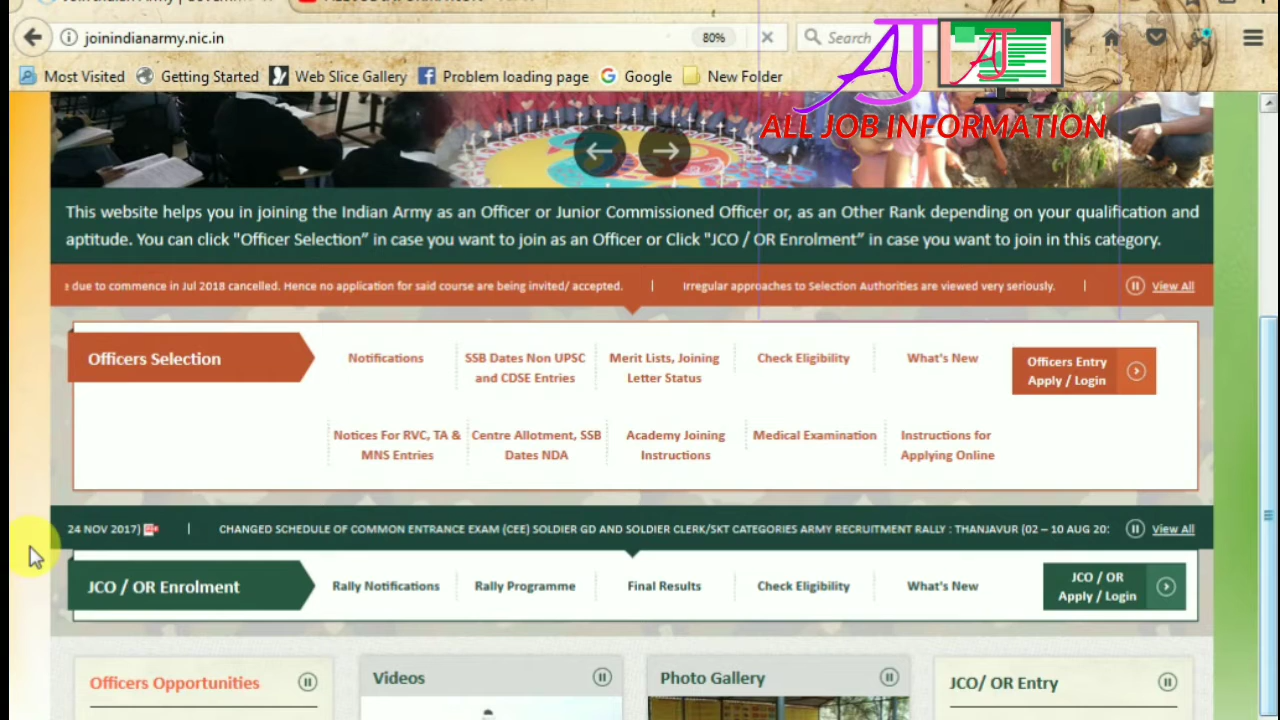 joinindianarmy.nic.in
80%
Search
Most Visited
Getting Started
Web Slice Gallery
Problem loading page
Google
New Folder
AJ
AJ
ALL JOB INFORMATION
This website helps you in joining the Indian Army as an Officer or Junior Commissioned Officer or, as an Other Rank depending on your qualification and
aptitude. You can click "Officer Selection" in case you want to join as an Officer or Click "JCO / OR Enrolment" in case you want to join in this category.
e due to commence in Jul 2018 cancelled. Hence no application for said course are being invited/ accepted. | Irregular approaches to Selection Authorities are viewed very seriously. | View All
Officers Selection
Notifications
SSB Dates Non UPSC
and CDSE Entries
Merit Lists, Joining
Letter Status
Check Eligibility
What's New
Officers Entry
Apply / Login
Notices For RVC, TA &
MNS Entries
Centre Allotment, SSB
Dates NDA
Academy Joining
Instructions
Medical Examination
Instructions for
Applying Online
24 NOV 2017) | CHANGED SCHEDULE OF COMMON ENTRANCE EXAM (CEE) SOLDIER GD AND SOLDIER CLERK/SKT CATEGORIES ARMY RECRUITMENT RALLY : THANJAVUR (02 – 10 AUG 20: View All
JCO / OR Enrolment
Rally Notifications
Rally Programme
Final Results
Check Eligibility
What's New
JCO / OR
Apply / Login
Officers Opportunities
Videos
Photo Gallery
JCO/ OR Entry